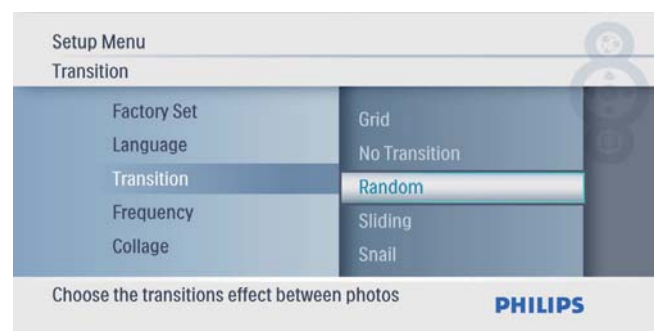 Setup Menu
Transition
Factory Set
Language
Transition
Frequency
Collage
Grid
No Transition
Random
Sliding
Snail
Choose the transitions effect between photos
PHILIPS